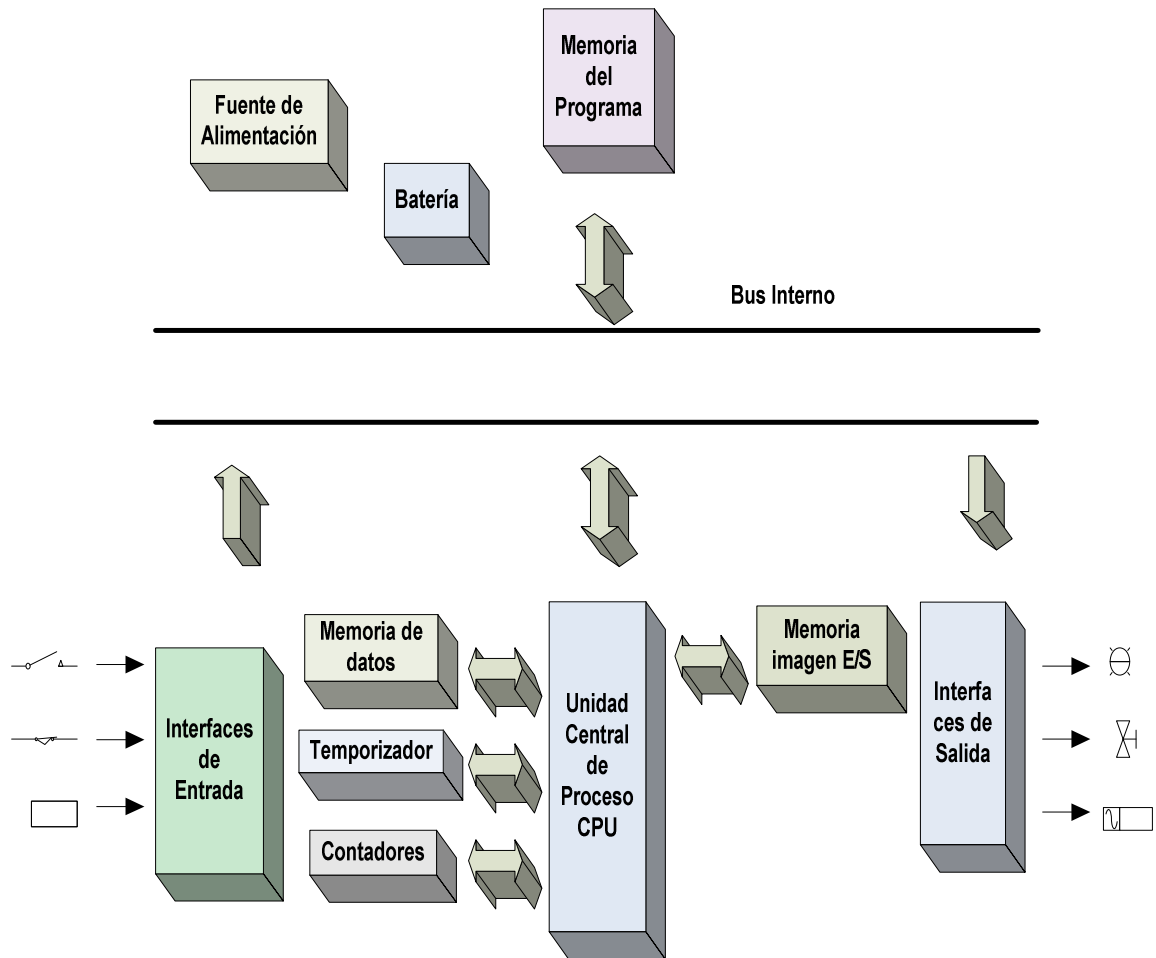 Memoria
del
Programa
Fuente de
Alimentación
Batería
Bus Interno
Memoria de
datos
Temporizador
Contadores
Interfaces
de
Entrada
Unidad
Central
de
Proceso
CPU
Memoria
imagen E/S
Interfa
ces de
Salida